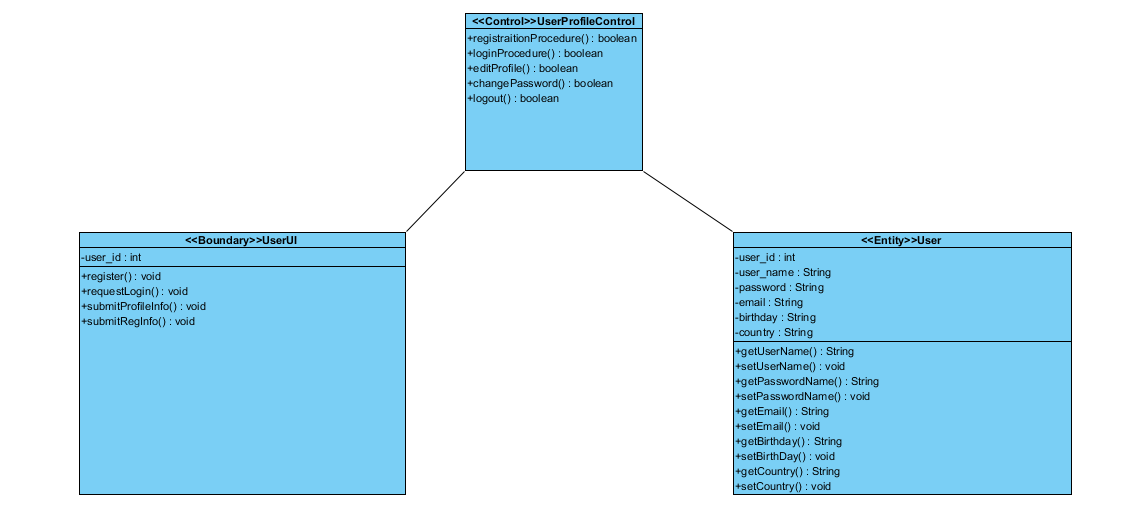 <<Control>>UserProfileControl
+registraitionProcedure() : boolean
+loginProcedure() : boolean
+editProfile() : boolean
+changePassword() : boolean
+logout() : boolean
<<Boundary>>UserUI
-user_id : int
+register() : void
+requestLogin() : void
+submitProfileInfo() : void
+submitRegInfo() : void
<<Entity>>User
-user_id : int
-user_name : String
-password : String
-email : String
-birthday : String
-country : String
+getUserName() : String
+setUserName() : void
+getPasswordName() : String
+setPasswordName() : void
+getEmail() : String
+setEmail() : void
+getBirthday() : String
+setBirthDay() : void
+getCountry() : String
+setCountry() : void